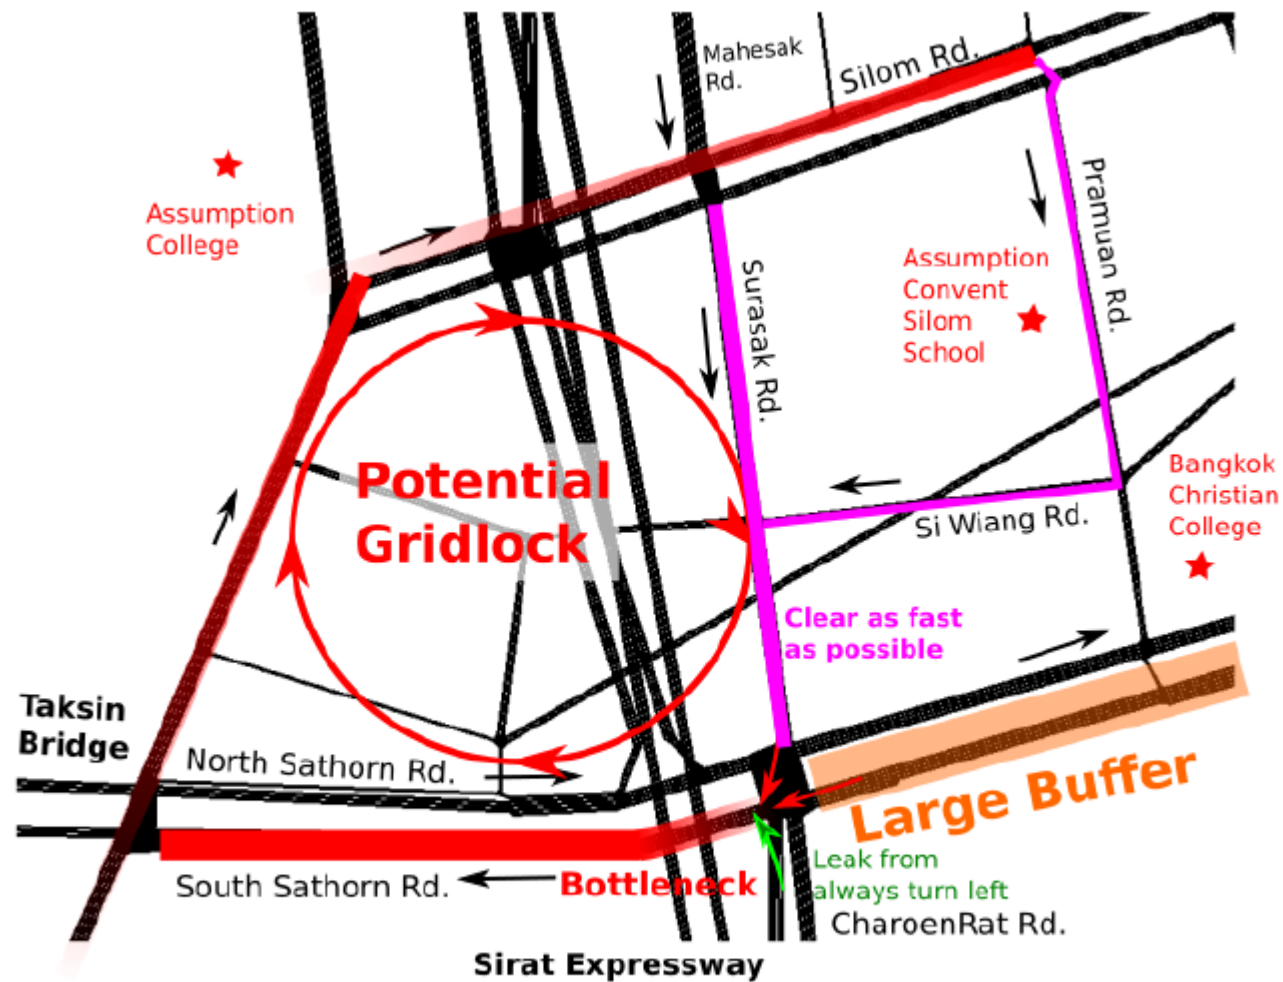 Mahesak
Rd.
Silom Rd.
Assumption
College
Pramuan Rd.
Surasak Rd.
Assumption
Convent
Silom
School
Potential
Gridlock
Bangkok
Christian
College
Si Wiang Rd.
Clear as fast
as possible
Taksin
Bridge
North Sathorn Rd.
Large Buffer
South Sathorn Rd.
Bottleneck
Leak from
always turn left
CharoenRat Rd.
Sirat Expressway